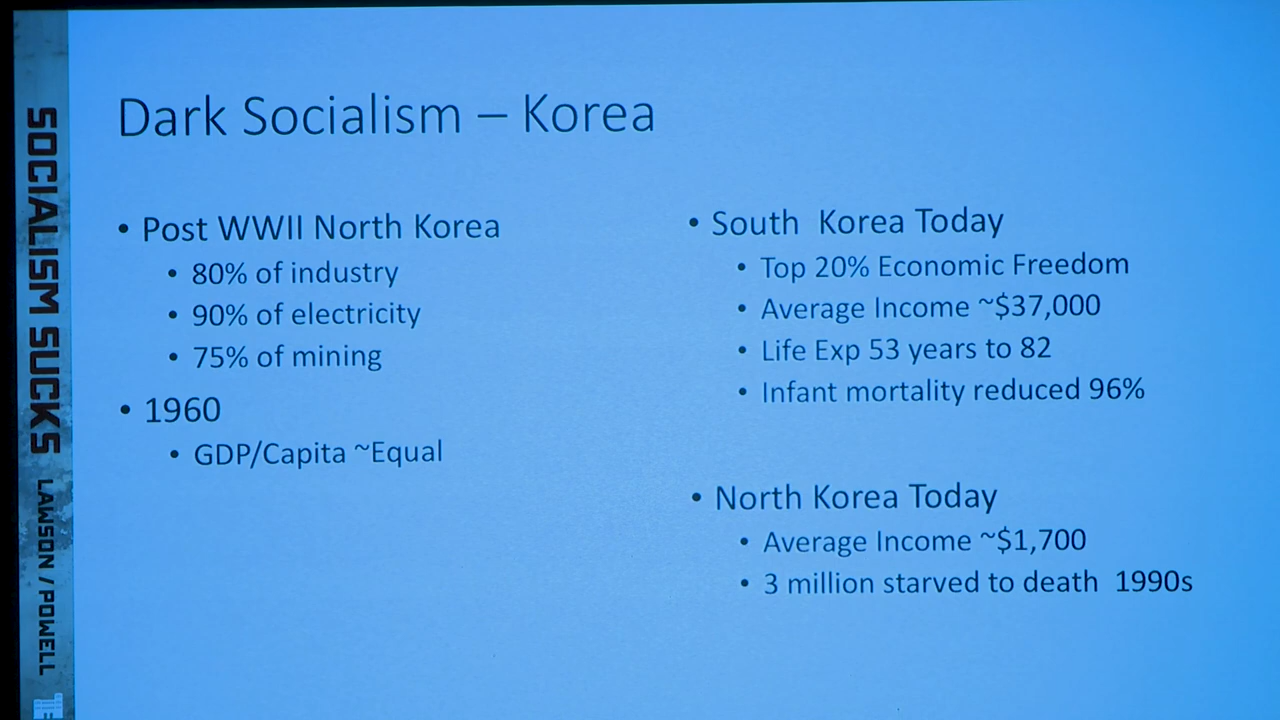 SOCIALISM SUCKS LAWSON / POWELL
Dark Socialism – Korea
• Post WWII North Korea
• 80% of industry
• 90% of electricity
• 75% of mining
• 1960
• GDP/Capita ~Equal
• South Korea Today
• Top 20% Economic Freedom
• Average Income ~$37,000
• Life Exp 53 years to 82
• Infant mortality reduced 96%
• North Korea Today
• Average Income ~$1,700
• 3 million starved to death 1990s